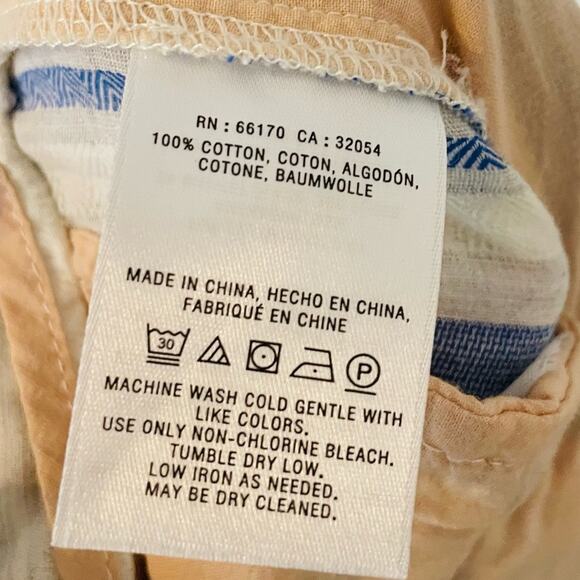 RN : 66170 CA : 32054
100% COTTON, COTON, ALGODÓN,
COTONE, BAUMWOLLE
MADE IN CHINA, HECHO EN CHINA,
FABRIQUÉ EN CHINE
30 P
MACHINE WASH COLD GENTLE WITH
LIKE COLORS.
USE ONLY NON-CHLORINE BLEACH.
TUMBLE DRY LOW.
LOW IRON AS NEEDED.
MAY BE DRY CLEANED.